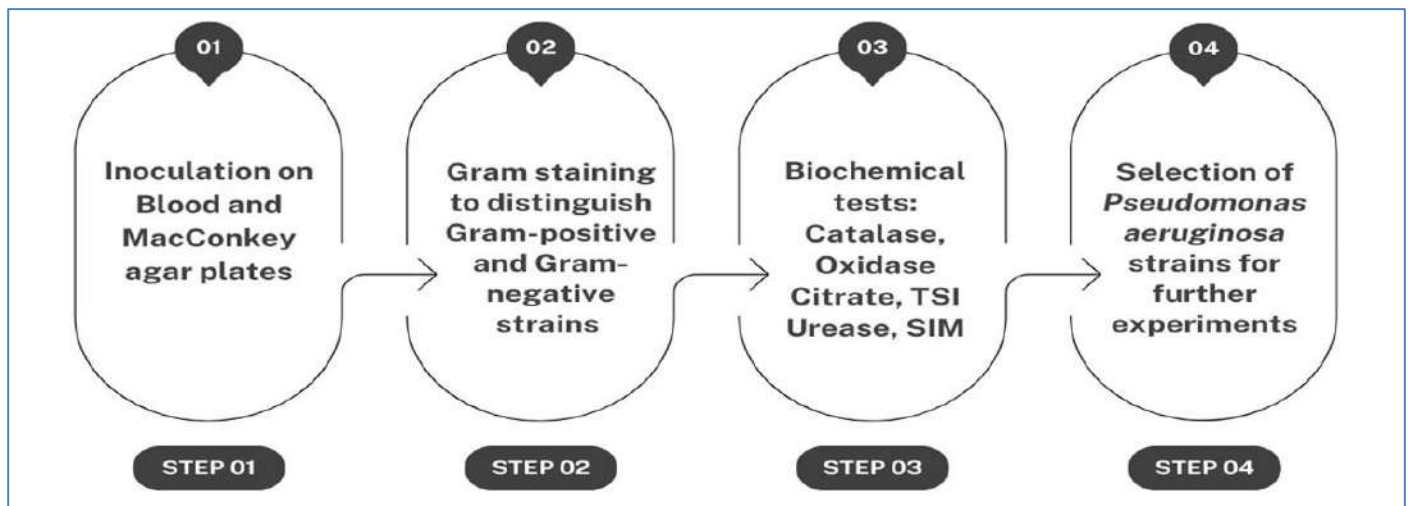 01
Inoculation on
Blood and
MacConkey
agar plates
STEP 01
02
Gram staining
to distinguish
Gram-positive
and Gram-
negative
strains
STEP 02
03
Biochemical
tests:
Catalase,
Oxidase
Citrate, TSI
Urease, SIM
STEP 03
04
Selection of
Pseudomonas
aeruginosa
strains for
further
experiments
STEP 04